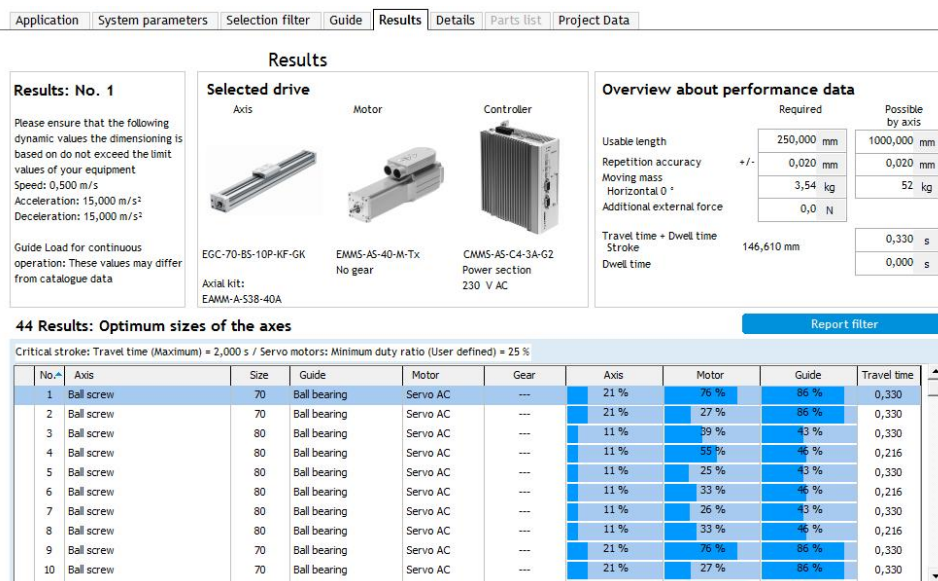 Application System parameters Selection filter Guide Results Details Parts list Project Data
Results
Results: No. 1
Please ensure that the following
dynamic values the dimensioning is
based on do not exceed the limit
values of your equipment
Speed: 0,500 m/s
Acceleration: 15,000 m/s²
Deceleration: 15,000 m/s²
Guide Load for continuous
operation: These values may differ
from catalogue data
Selected drive
Axis Motor Controller
EGC-70-BS-10P-KF-GK EMMS-AS-40-M-Tx CMMS-AS-C4-3A-G2
No gear Power section
Axial kit: 230 V AC
EAMM-A-S38-40A
Overview about performance data
Required Possible
by axis
Usable length 250,000 mm 1000,000 mm
Repetition accuracy +/- 0,020 mm 0,020 mm
Moving mass
Horizontal 0 ° 3,54 kg 52 kg
Additional external force 0,0 N
Travel time + Dwell time 0,330 s
Stroke 146,610 mm
Dwell time 0,000 s
44 Results: Optimum sizes of the axes
Report filter
Critical stroke: Travel time (Maximum) = 2,000 s / Servo motors: Minimum duty ratio (User defined) = 25 %
No. Axis Size Guide Motor Gear Axis Motor Guide Travel time
1 Ball screw 70 Ball bearing Servo AC --- 21 % 76 % 86 % 0,330
2 Ball screw 70 Ball bearing Servo AC --- 21 % 27 % 86 % 0,330
3 Ball screw 80 Ball bearing Servo AC --- 11 % 39 % 43 % 0,330
4 Ball screw 80 Ball bearing Servo AC --- 11 % 55 % 46 % 0,216
5 Ball screw 80 Ball bearing Servo AC --- 11 % 25 % 43 % 0,330
6 Ball screw 80 Ball bearing Servo AC --- 11 % 33 % 46 % 0,216
7 Ball screw 80 Ball bearing Servo AC --- 11 % 26 % 43 % 0,330
8 Ball screw 80 Ball bearing Servo AC --- 11 % 33 % 46 % 0,216
9 Ball screw 70 Ball bearing Servo AC --- 21 % 76 % 86 % 0,330
10 Ball screw 70 Ball bearing Servo AC --- 21 % 27 % 86 % 0,330